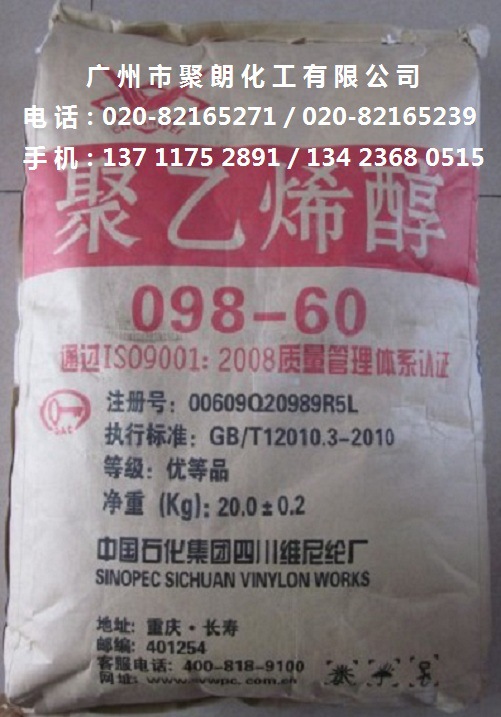 广州市聚朗化工有限公司
电话：020-82165271 / 020-82165239
手机：137 1175 2891 / 134 2368 0515
聚乙烯醇
098-60
通过ISO9001：2008质量管理体系认证
注册号：00609Q20989R5L
执行标准：GB/T12010.3-2010
等级：优等品
净重（Kg）：20.0±0.2
中国石化集团四川维尼纶厂
SINOPEC SICHUAN VINYLON WORKS
地址：重庆·长寿
邮编：401254
客服电话：400-818-9100
网址：www.svwpc.com.cn